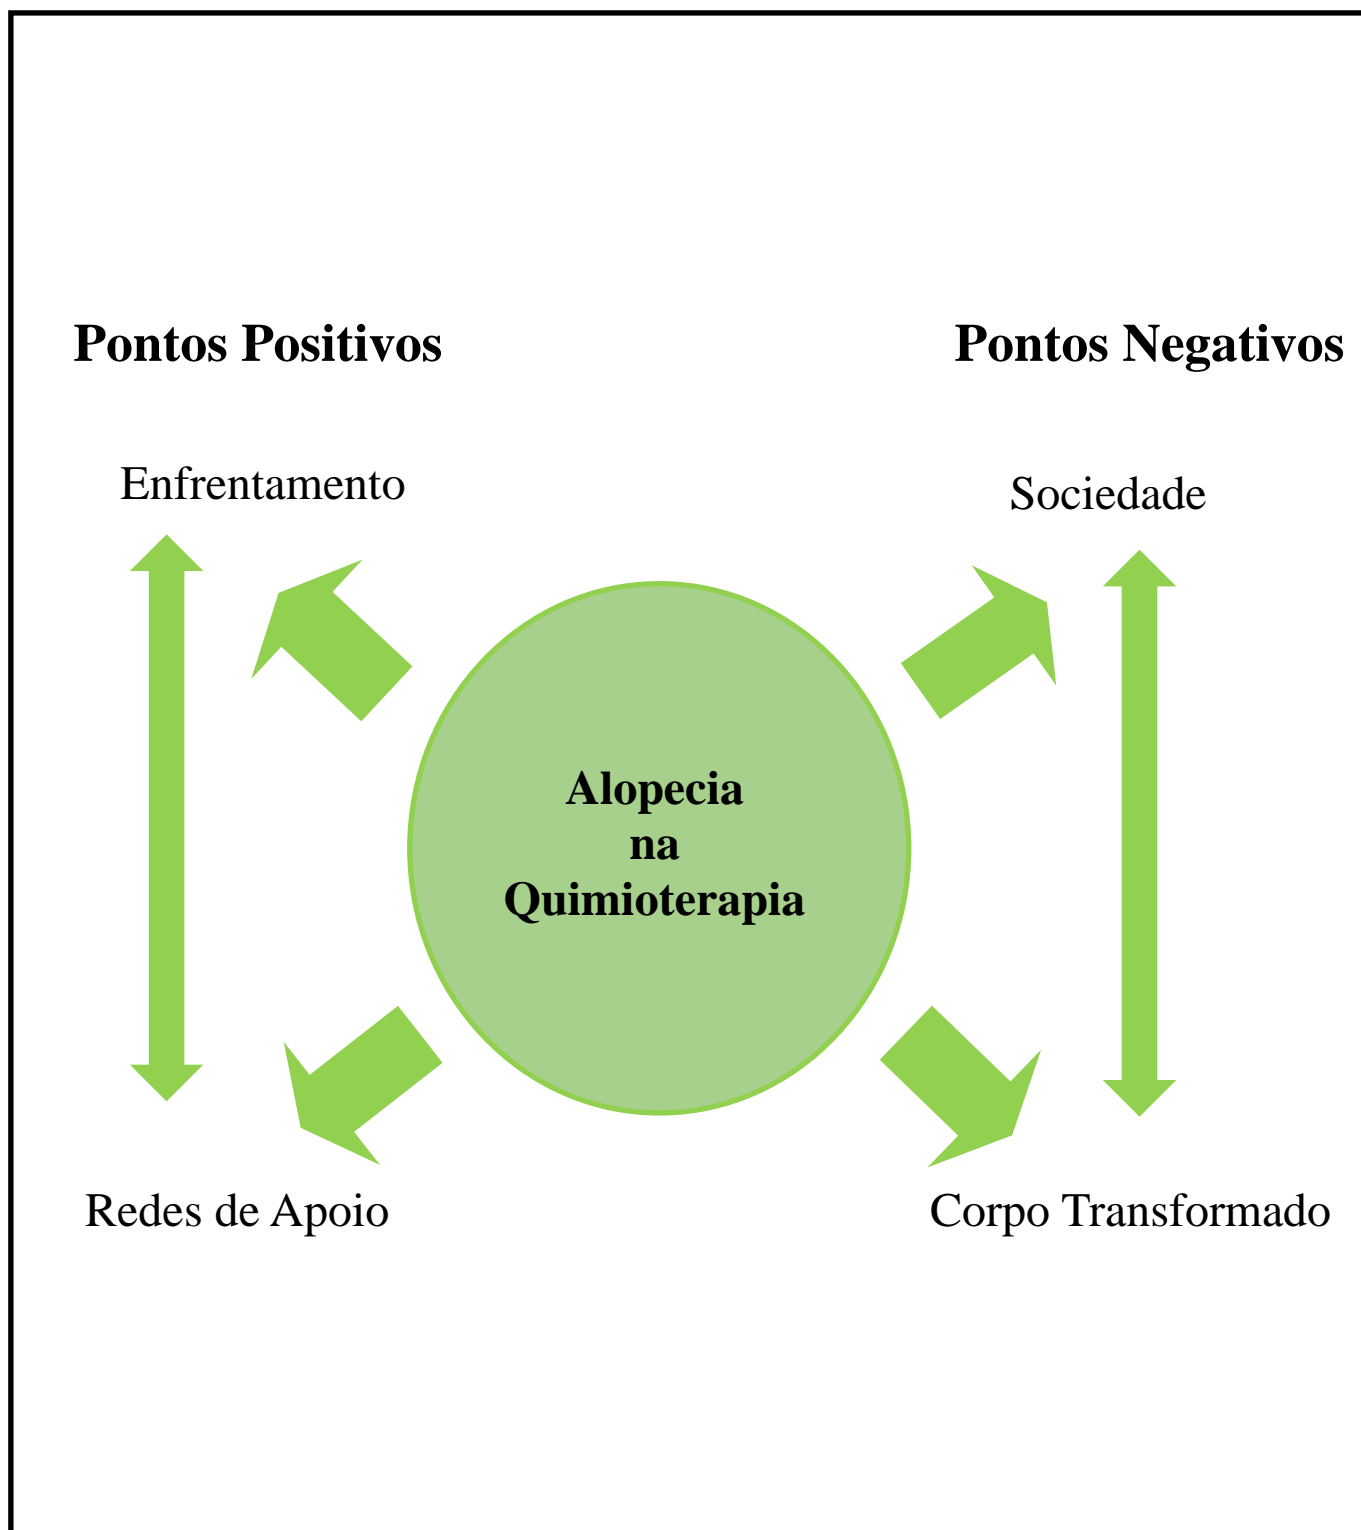 Pontos Positivos
Pontos Negativos
Enfrentamento
Sociedade
Alopecia
na
Quimioterapia
Redes de Apoio
Corpo Transformado